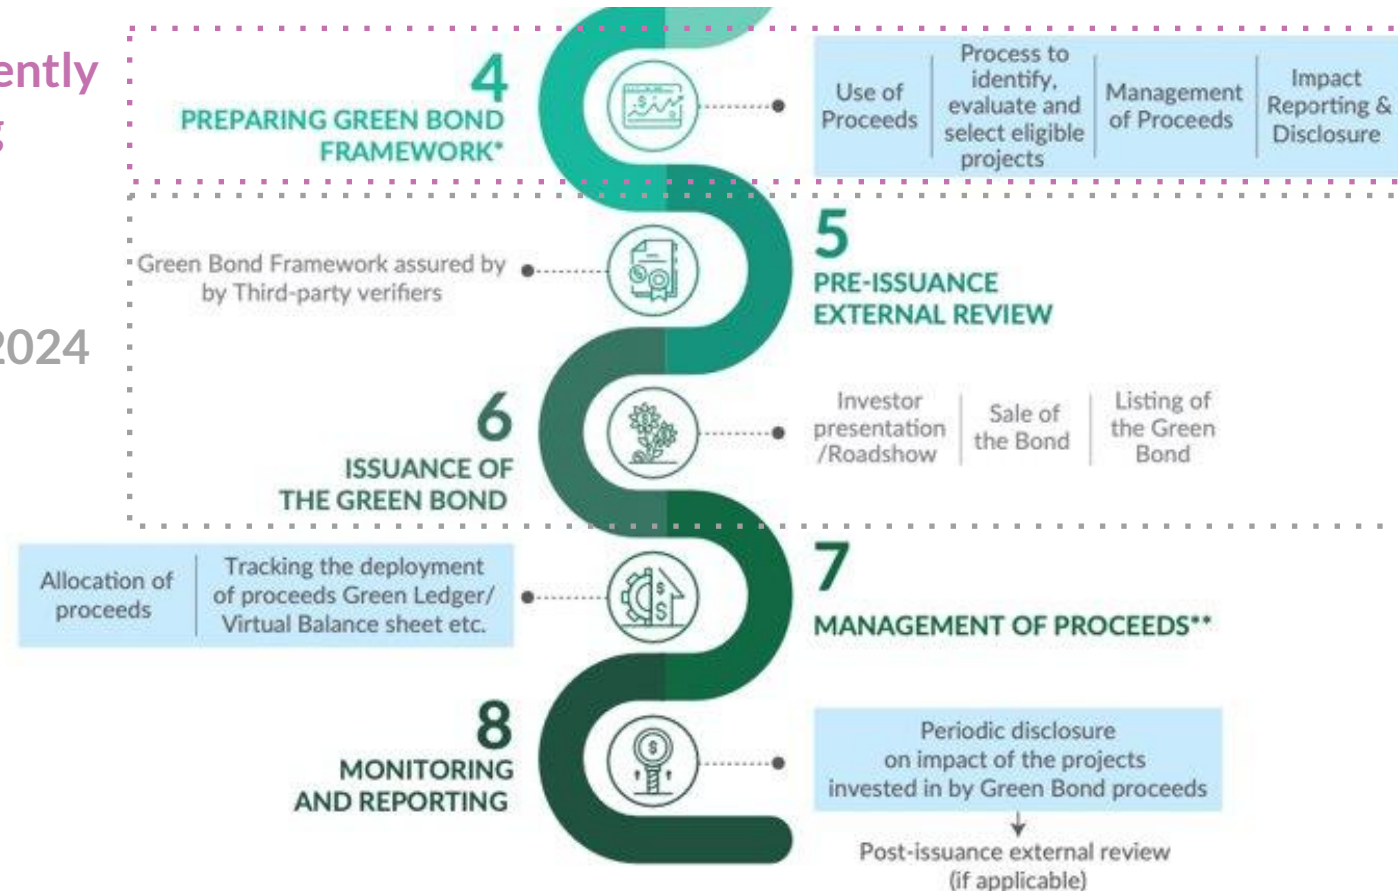 ently
g
2024
4
PREPARING GREEN BOND
FRAMEWORK*
Use of
Proceeds
Process to
identify,
evaluate and
select eligible
projects
Management
of Proceeds
Impact
Reporting &
Disclosure
Green Bond Framework assured by
by Third-party verifiers
5
PRE-ISSUANCE
EXTERNAL REVIEW
6
ISSUANCE OF
THE GREEN BOND
Investor
presentation
/Roadshow
Sale of
the Bond
Listing of
the Green
Bond
Allocation of
proceeds
Tracking the deployment
of proceeds Green Ledger/
Virtual Balance sheet etc.
7
MANAGEMENT OF PROCEEDS**
8
MONITORING
AND REPORTING
Periodic disclosure
on impact of the projects
invested in by Green Bond proceeds
Post-issuance external review
(if applicable)